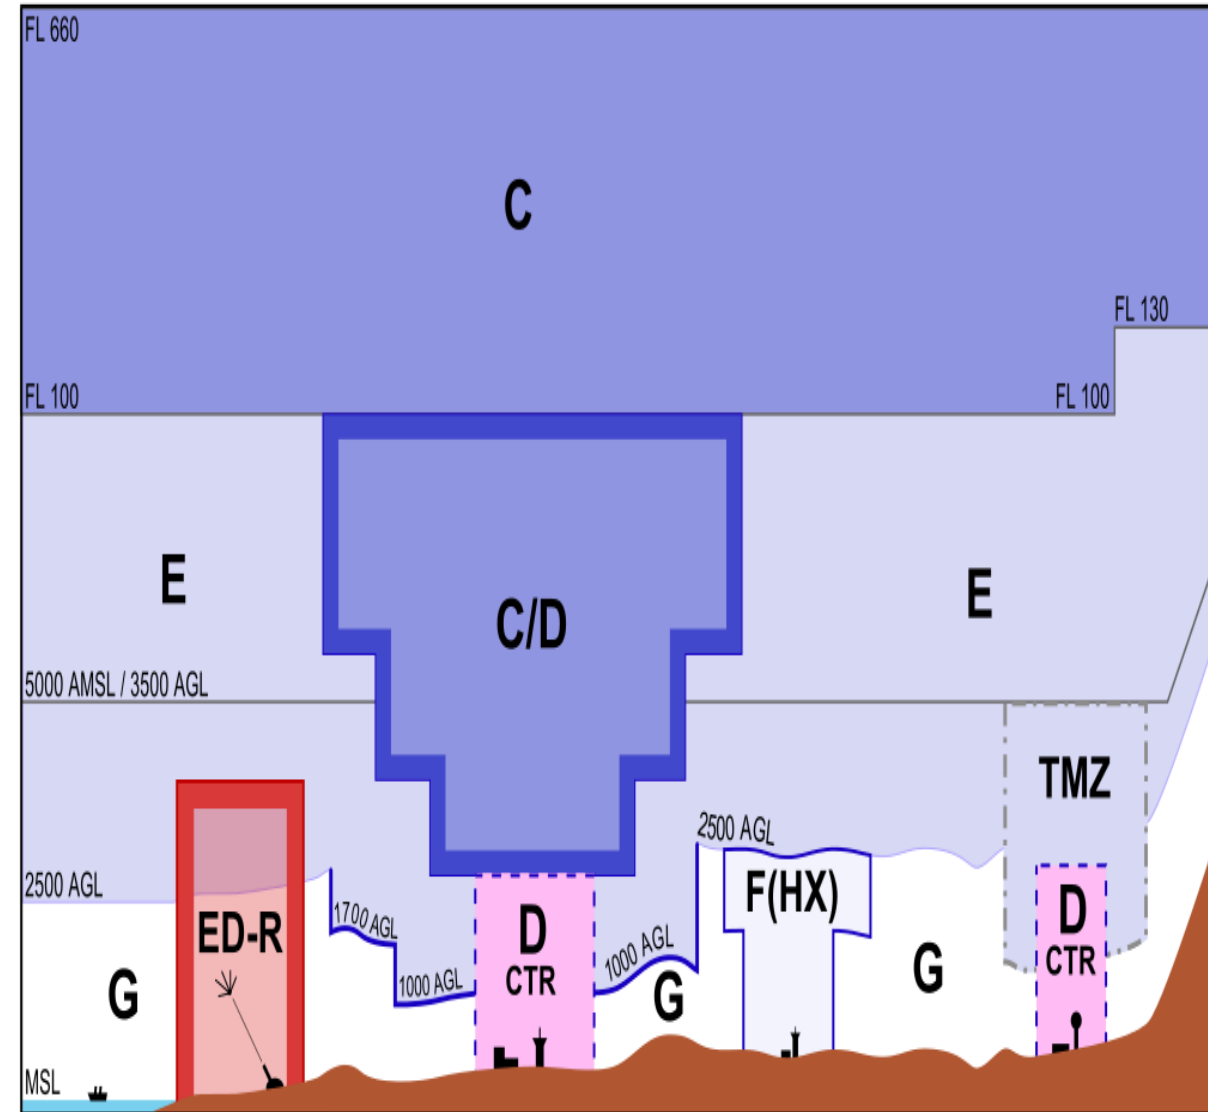 FL 660
C
FL 130
FL 100
FL 100
E
E
C/D
5000 AMSL / 3500 AGL
TMZ
2500 AGL
2500 AGL
F(HX)
1700 AGL
ED-R
D
CTR
D
CTR
1000 AGL
1000 AGL
G
G
G
MSL